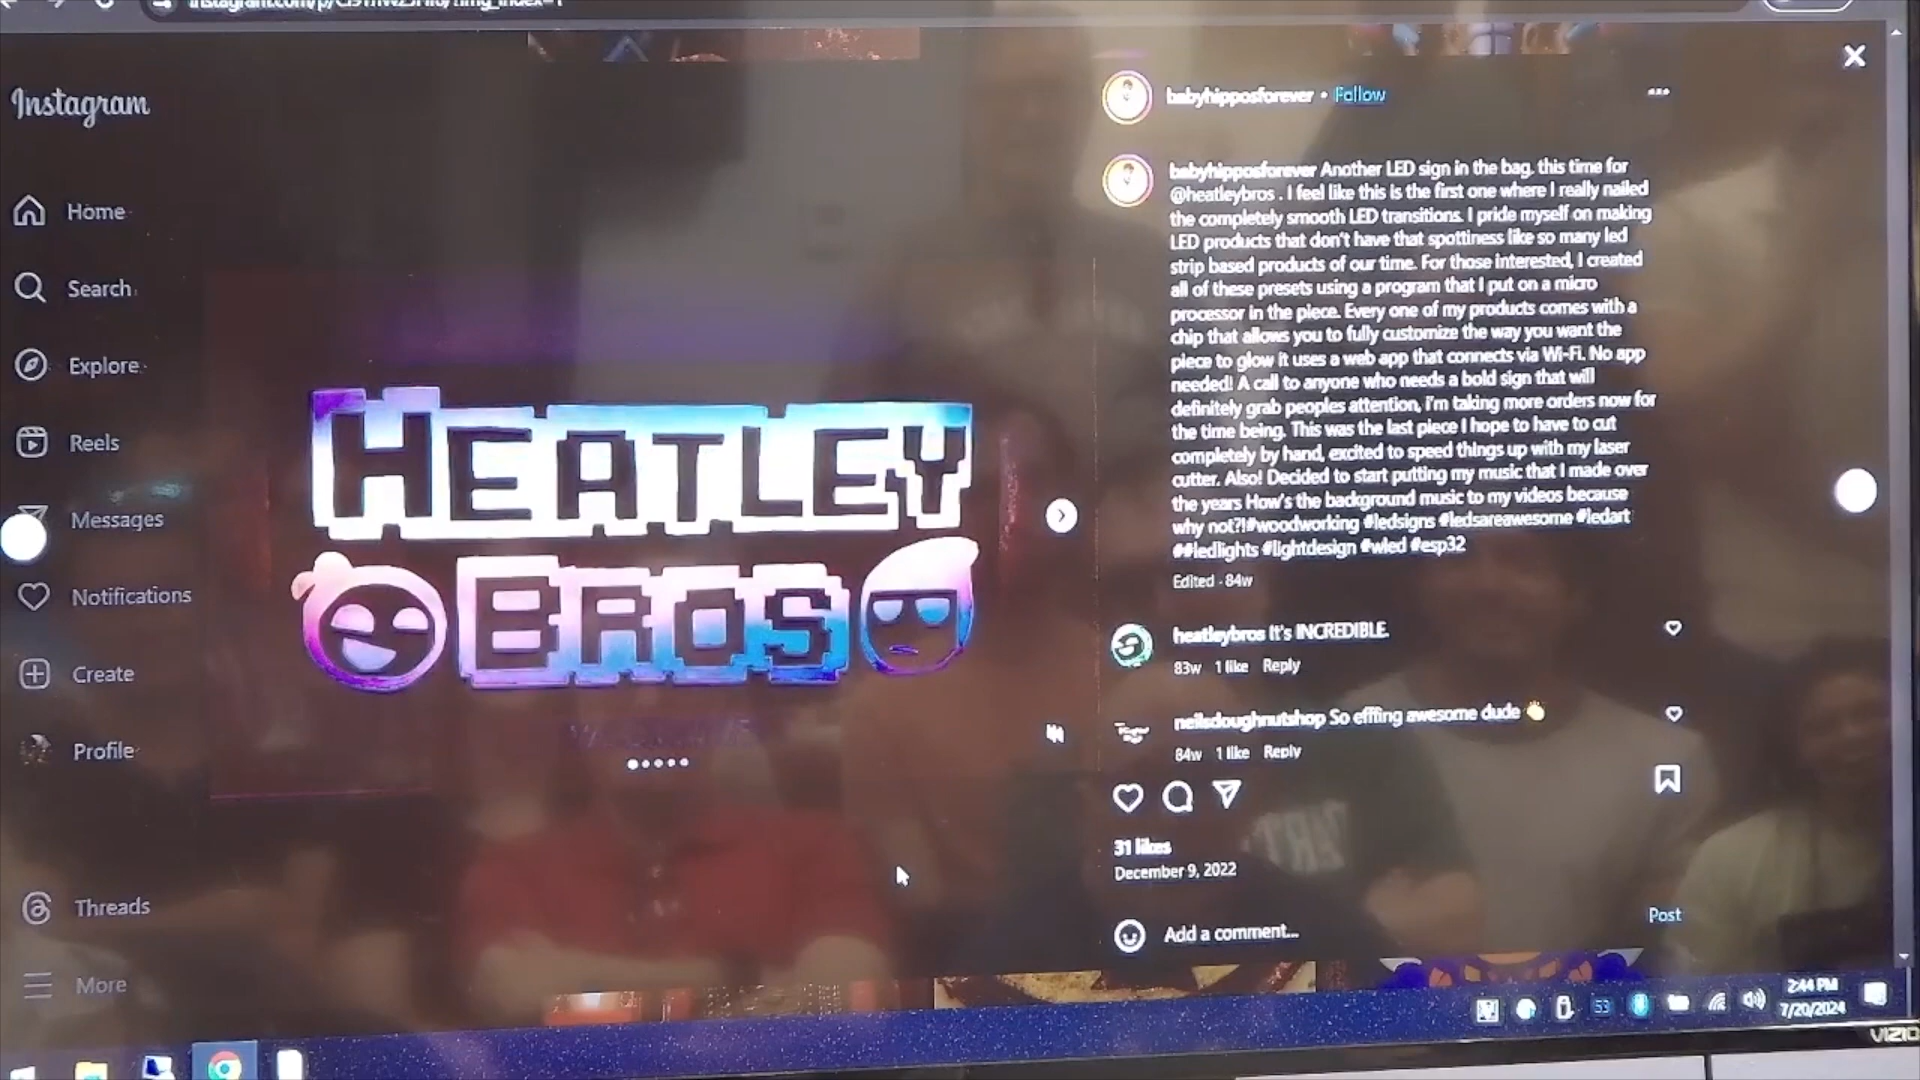 Instagram
Home
Search
Explore
Reels
Messages
Notifications
Create
Profile
Threads
More
HEATLEY
BROS
babyhipposforever • Follow
babyhipposforever Another LED sign in the bag. this time for
@heatleybros . I feel like this is the first one where I really nailed
the completely smooth LED transitions. I pride myself on making
LED products that don't have that spottiness like so many led
strip based products of our time. For those interested, I created
all of these presets using a program that I put on a micro
processor in the piece. Every one of my products comes with a
chip that allows you to fully customize the way you want the
piece to glow it uses a web app that connects via Wi-Fi. No app
needed! A call to anyone who needs a bold sign that will
definitely grab peoples attention, i'm taking more orders now for
the time being. This was the last piece I hope to have to cut
completely by hand, excited to speed things up with my laser
cutter. Also! Decided to start putting my music that I made over
the years How's the background music to my videos because
why not?!#woodworking #ledsigns #ledsareawesome #ledart
##ledlights #lightdesign #wled #esp32
Edited · 84w
heatleybros It's INCREDIBLE.
83w 1 like Reply
neilsdoughnutshop So effing awesome dude 👏
84w 1 like Reply
31 likes
December 9, 2022
Add a comment...
Post
53
2:44 PM
7/20/2024
VIZIO